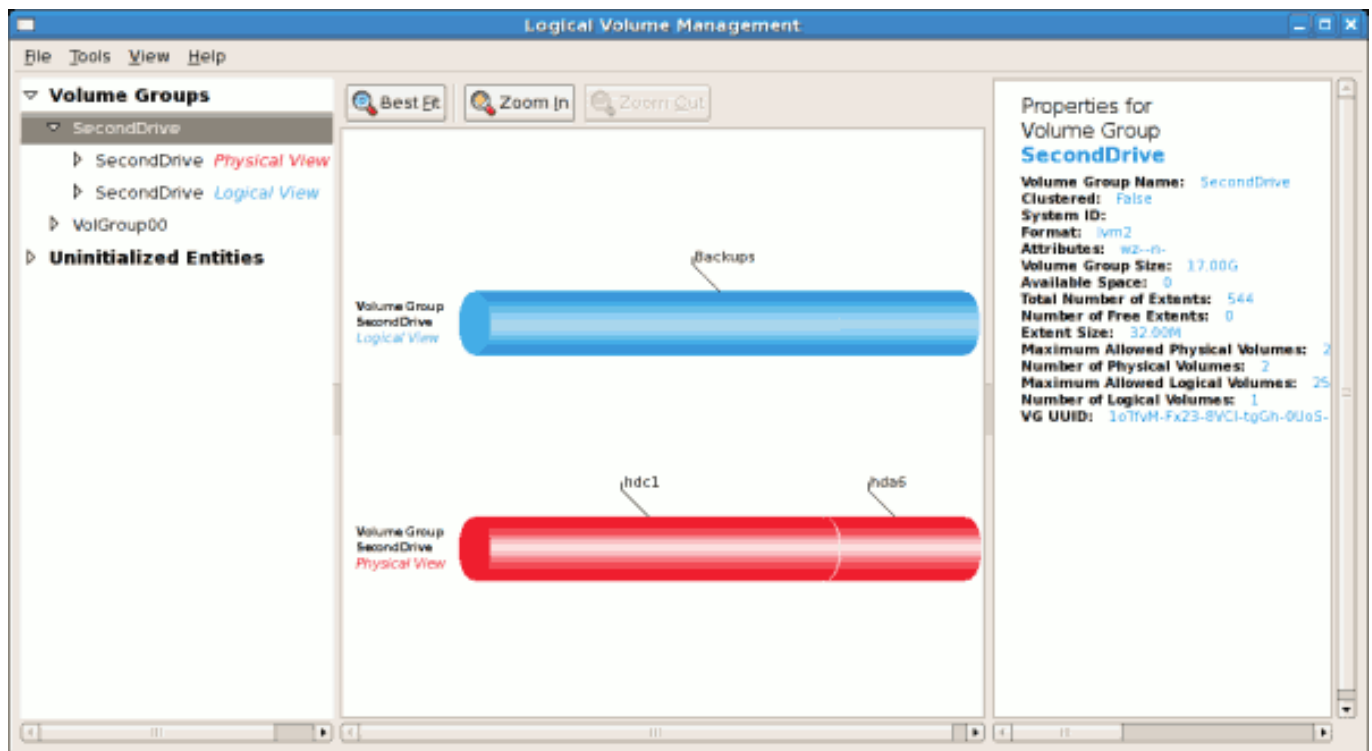 Logical Volume Management
File Tools View Help
Volume Groups
SecondDrive
SecondDrive Physical View
SecondDrive Logical View
VolGroup00
Uninitialized Entities
Best Fit Zoom In Zoom Out
Backups
Volume Group
SecondDrive
Logical View
hdc1 hda6
Volume Group
SecondDrive
Physical View
Properties for
Volume Group
SecondDrive
Volume Group Name: SecondDrive
Clustered: False
System ID:
Format: lvm2
Attributes: wz--n-
Volume Group Size: 17.00G
Available Space: 0
Total Number of Extents: 544
Number of Free Extents: 0
Extent Size: 32.00M
Maximum Allowed Physical Volumes: 2
Number of Physical Volumes: 2
Maximum Allowed Logical Volumes: 25
Number of Logical Volumes: 1
VG UUID: